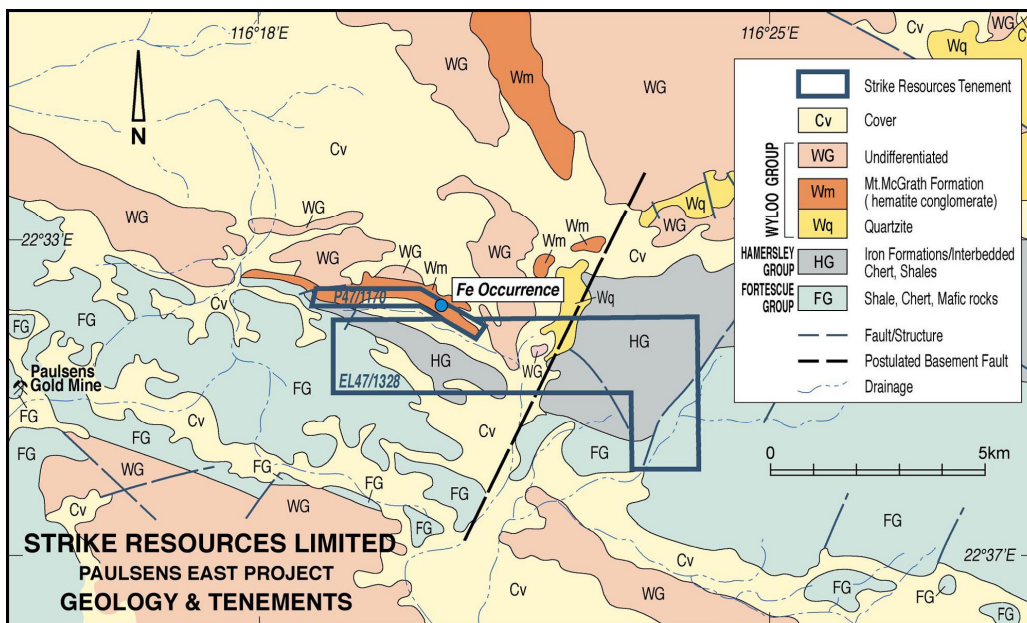 116°18'E
116°25'E
WG
Cv
WG
Wm
WG
Wq
WG
N
Cv
WG
WG
Wq
WG
22°33'E
WG
WG
Wm
Wm
Wm
Cv
Cv
P47/1170
Fe Occurrence
Wq
FG
HG
HG
WG
EL47/1328
Paulsens
Gold Mine
FG
FG
Cv
FG
FG
Cv
FG
WG
FG
FG
WG
FG
Cv
FG
FG
STRIKE RESOURCES LIMITED
PAULSENS EAST PROJECT
GEOLOGY & TENEMENTS
Cv
WG
Cv
FG
FG
FG
22°37'E
Strike Resources Tenement
Cv Cover
WYLOO GROUP
WG Undifferentiated
Wm Mt.McGrath Formation
( hematite conglomerate)
Wq Quartzite
HAMERSLEY
GROUP
HG Iron Formations/Interbedded
Chert, Shales
FORTESCUE
GROUP
FG Shale, Chert, Mafic rocks
Fault/Structure
Postulated Basement Fault
Drainage
0 5km